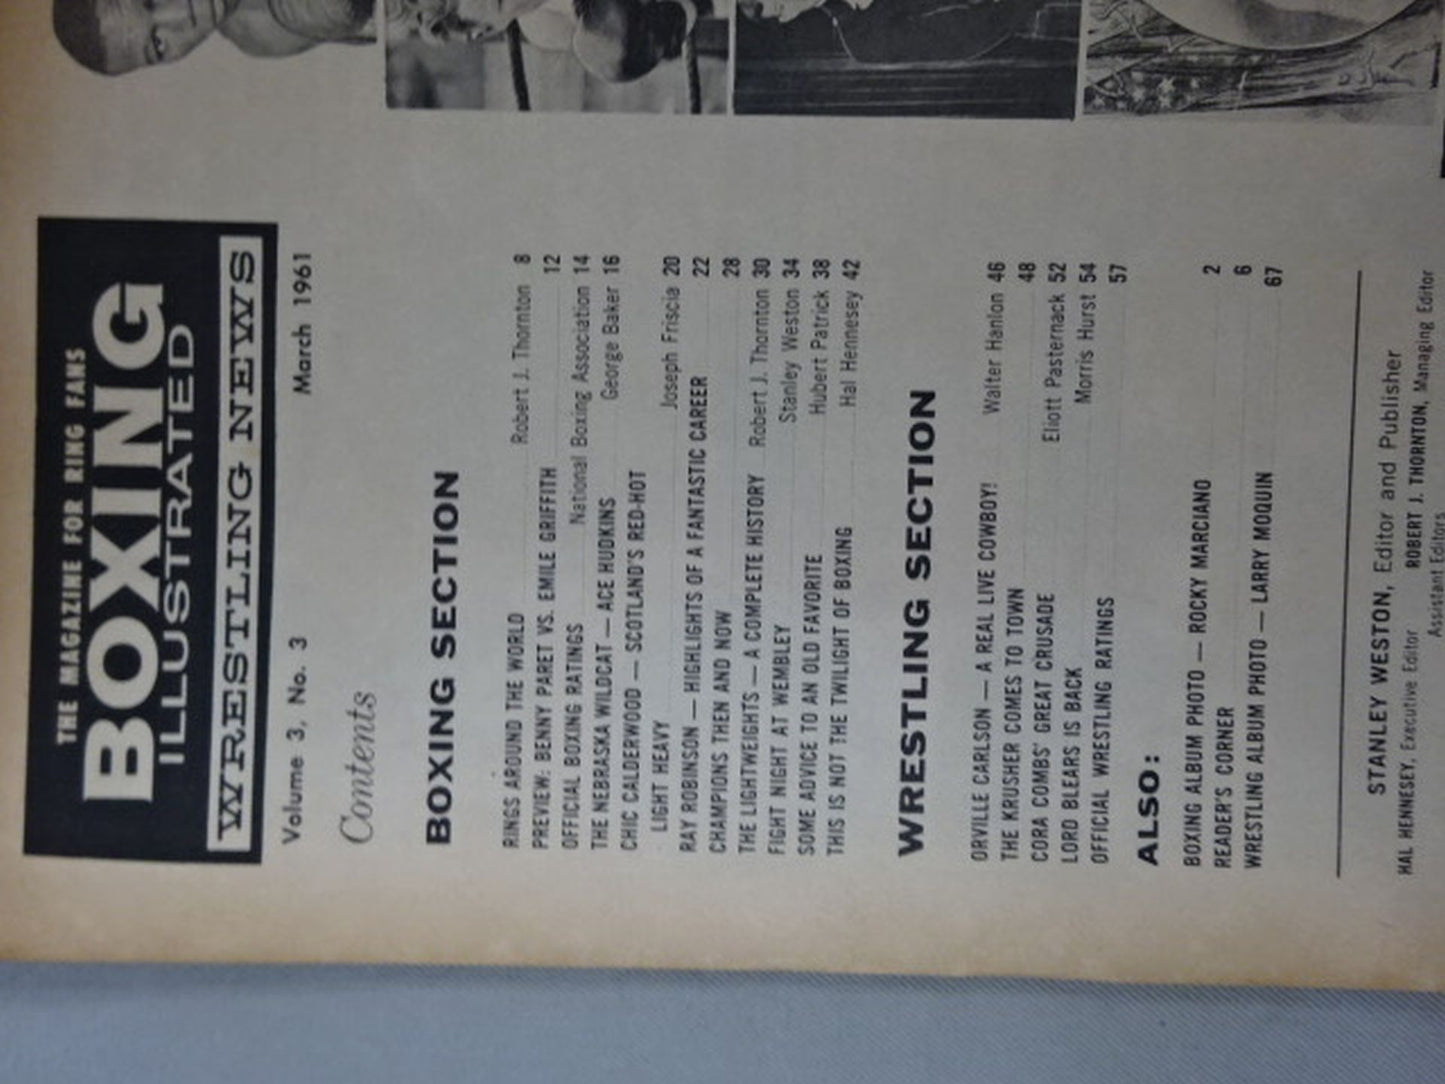 THE MAGAZINE FOR RING FANS
BOXING
ILLUSTRATED
WRESTLING NEWS
Volume 3, No. 3 March 1961
Contents
BOXING SECTION
RINGS AROUND THE WORLD Robert J. Thornton 8
PREVIEW: BENNY PARET VS. EMILE GRIFFITH 12
OFFICIAL BOXING RATINGS National Boxing Association 14
THE NEBRASKA WILDCAT — ACE HUDKINS George Baker 16
CHIC CALDERWOOD — SCOTLAND'S RED-HOT
LIGHT HEAVY Joseph Friscia 20
RAY ROBINSON — HIGHLIGHTS OF A FANTASTIC CAREER 22
CHAMPIONS THEN AND NOW 28
THE LIGHTWEIGHTS — A COMPLETE HISTORY Robert J. Thornton 30
FIGHT NIGHT AT WEMBLEY Stanley Weston 34
SOME ADVICE TO AN OLD FAVORITE Hubert Patrick 38
THIS IS NOT THE TWILIGHT OF BOXING Hal Hennesey 42
WRESTLING SECTION
ORVILLE CARLSON — A REAL LIVE COWBOY! Walter Hanlon 46
THE KRUSHER COMES TO TOWN 48
CORA COMBS' GREAT CRUSADE Eliott Pasternack 52
LORD BLEARS IS BACK Morris Hurst 54
OFFICIAL WRESTLING RATINGS 57
ALSO:
BOXING ALBUM PHOTO — ROCKY MARCIANO 2
READER'S CORNER 6
WRESTLING ALBUM PHOTO — LARRY MOQUIN 67
STANLEY WESTON, Editor and Publisher
HAL HENNESEY, Executive Editor ROBERT J. THORNTON, Managing Editor
Assistant Editors